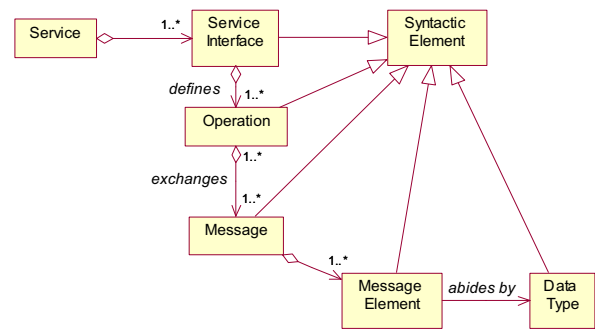 Service
1..*
Service
Interface
Syntactic
Element
defines
1..*
Operation
1..*
exchanges
1..*
Message
1..*
Message
Element
abides by
Data
Type